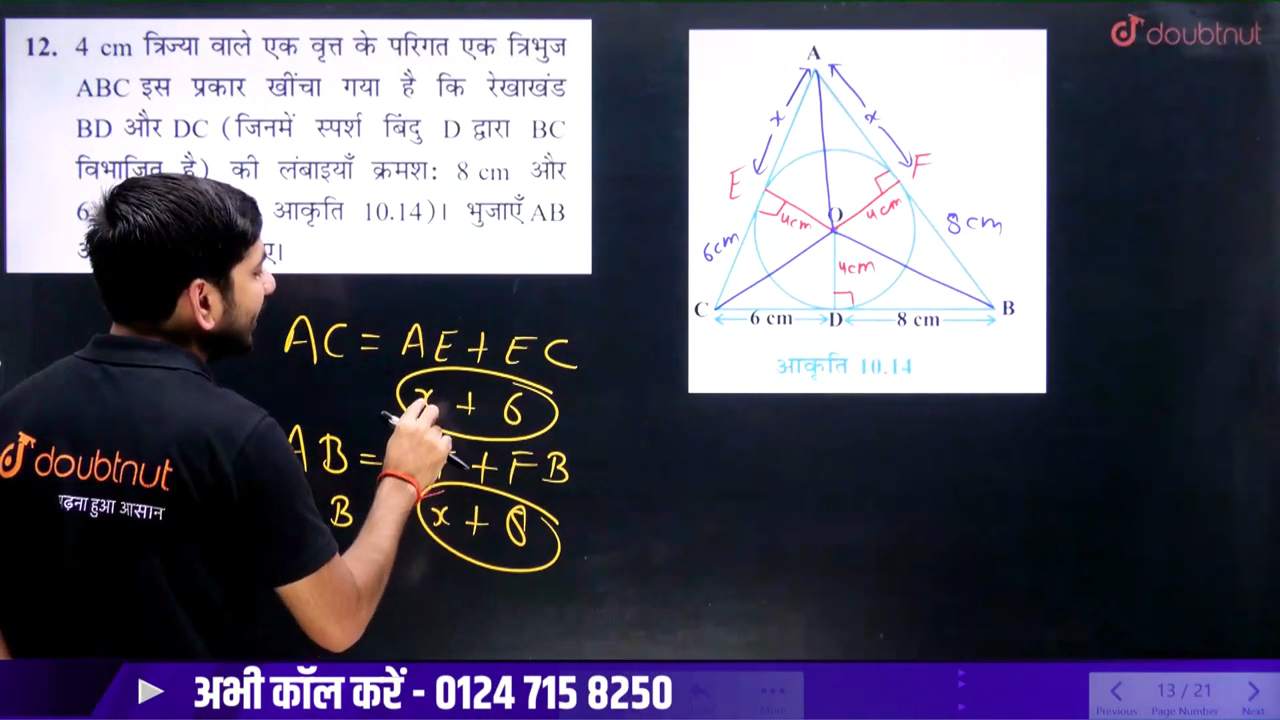 12. 4 cm त्रिज्या वाले एक वृत्त के परिगत एक त्रिभुज
ABC इस प्रकार खींचा गया है कि रेखाखंड
BD और DC (जिनमें स्पर्श बिंदु D द्वारा BC
विभाजित है) की लंबाइयाँ क्रमश: 8 cm और
6 आकृति 10.14)। भुजाएँ AB
doubtnut
A
x
x
E
F
O
4cm
4cm
6cm
8cm
4cm
C
B
6 cm
D
8 cm
आकृति 10.14
AC = AE + EC
x + 6
AB = + FB
B
x + 8
doubtnut
पढ़ना हुआ आसान
अभी कॉल करें - 0124 715 8250
More
13 / 21
Previous
Page Number
Next